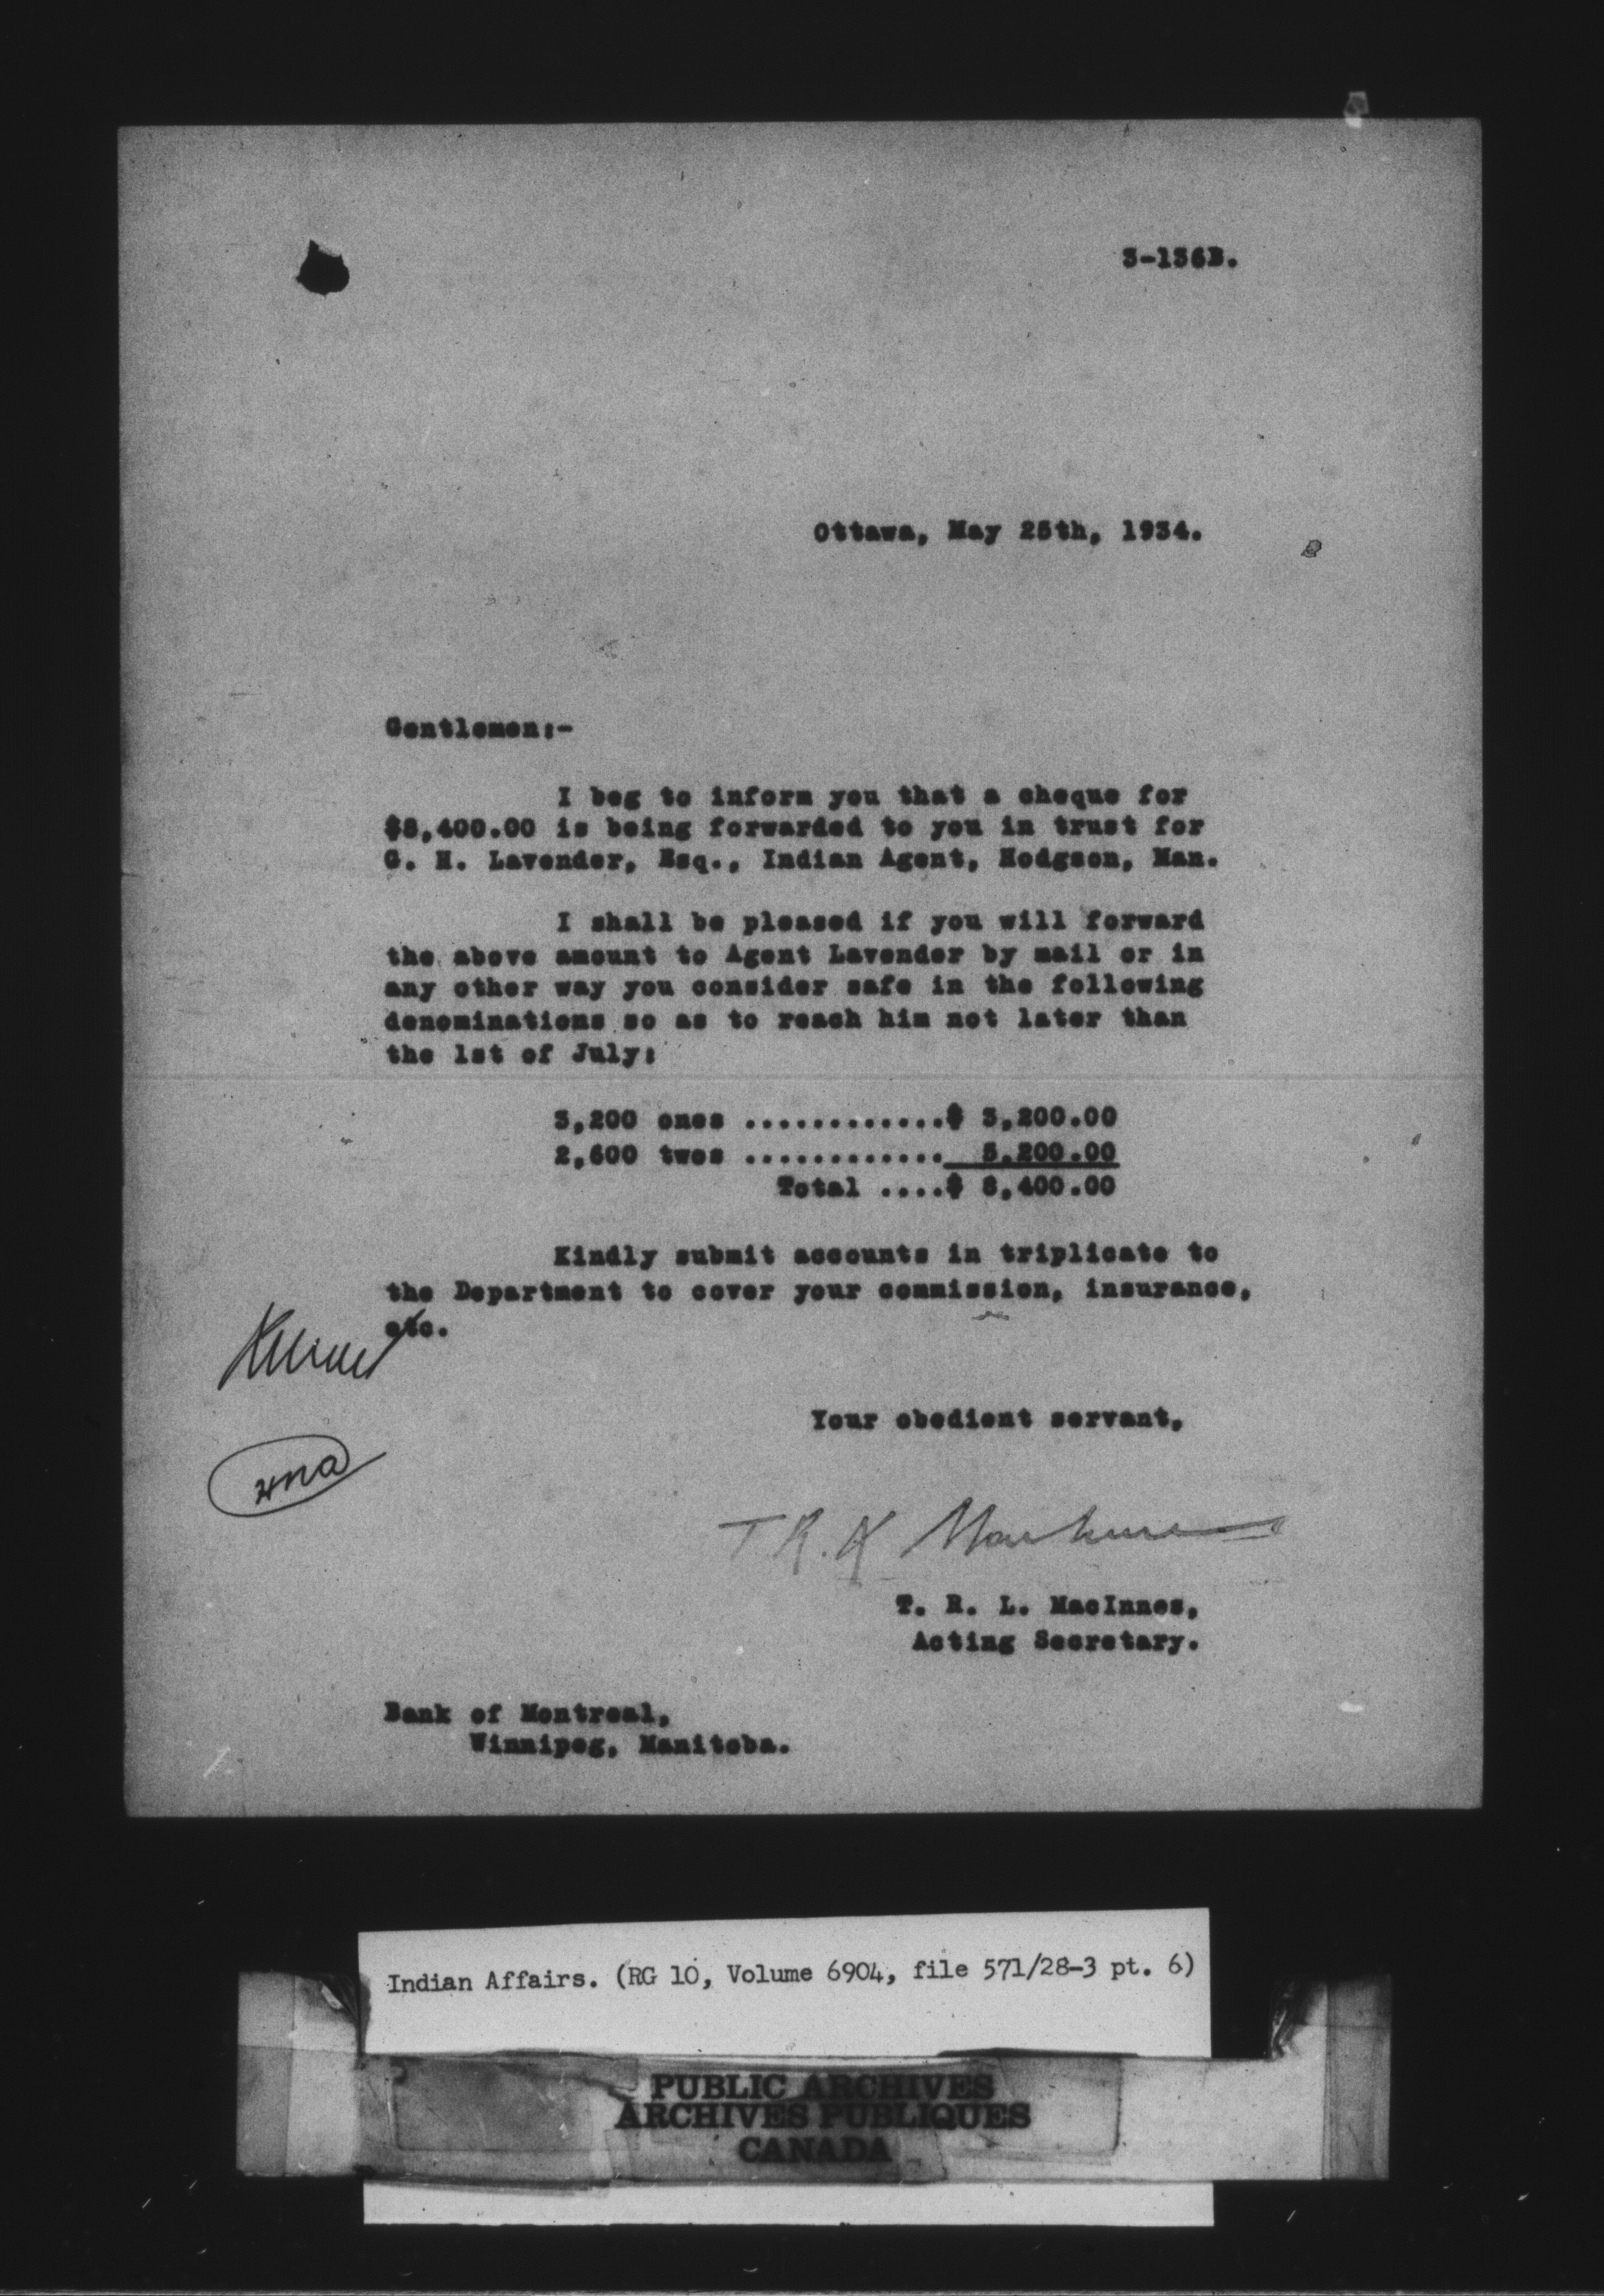 3-136B.
Ottawa, May 25th, 1934.
Gentlemen:-
I beg to inform you that a cheque for
$8,400.00 is being forwarded to you in trust for
G. H. Lavender, Esq., Indian Agent, Hodgson, Man.
I shall be pleased if you will forward
the above amount to Agent Lavender by mail or in
any other way you consider safe in the following
denominations so as to reach him not later than
the 1st of July:
3,200 ones ............$ 3,200.00
2,600 twos ............ 5,200.00
Total ....$ 8,400.00
Kindly submit accounts in triplicate to
the Department to cover your commission, insurance,
etc.
Your obedient servant,
T. R. L. MacInnes
T. R. L. MacInnes,
Acting Secretary.
Bank of Montreal,
Winnipeg, Manitoba.
Indian Affairs. (RG 10, Volume 6904, file 571/28-3 pt. 6)
PUBLIC ARCHIVES
ARCHIVES PUBLIQUES
CANADA